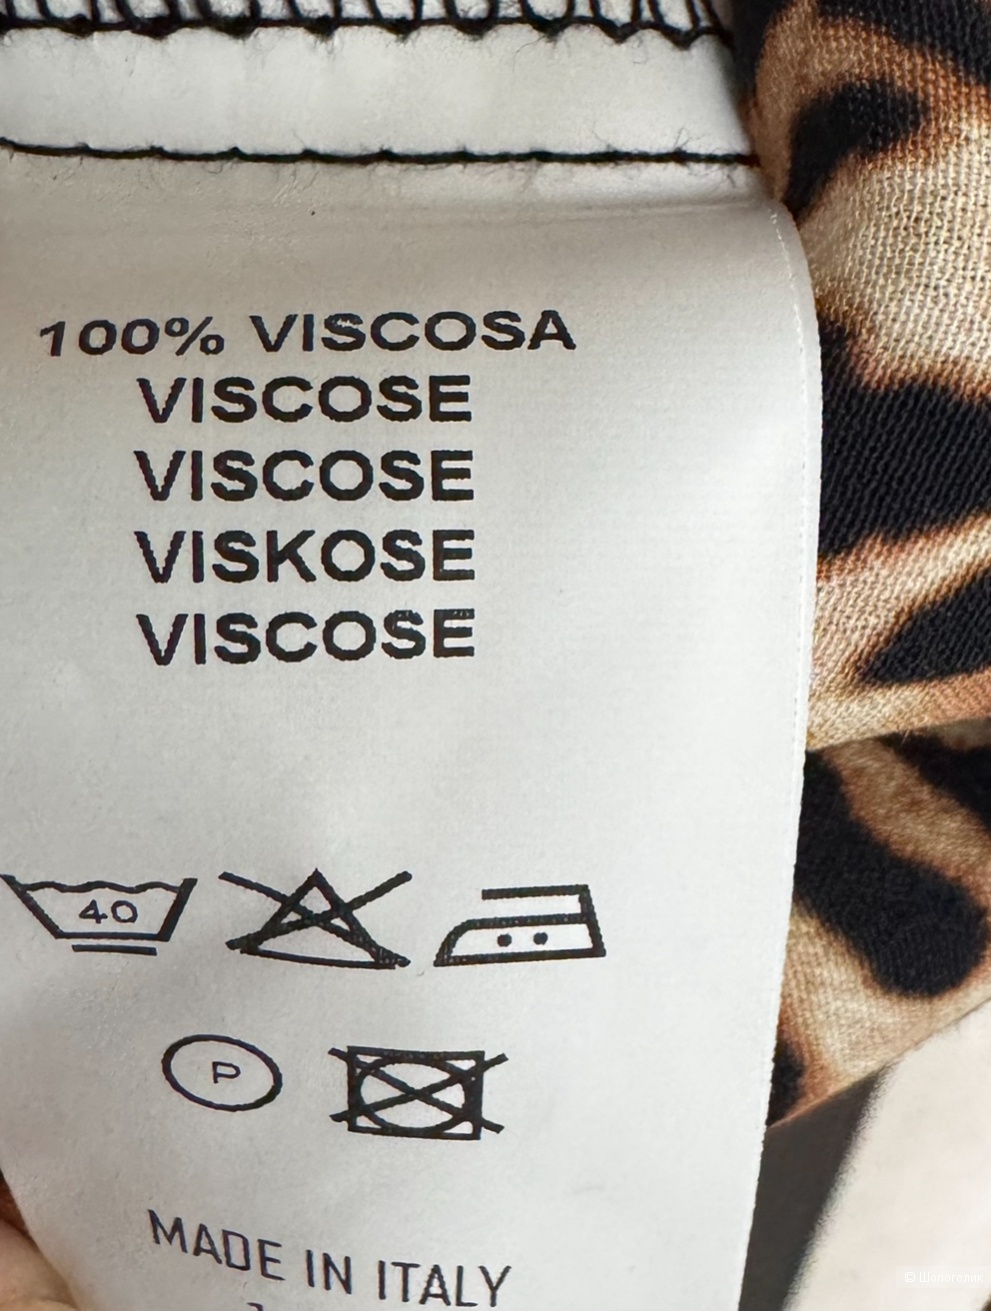 100% VISCOSA
VISCOSE
VISCOSE
VISKOSE
VISCOSE
40
P
MADE IN ITALY
© Шопоголик